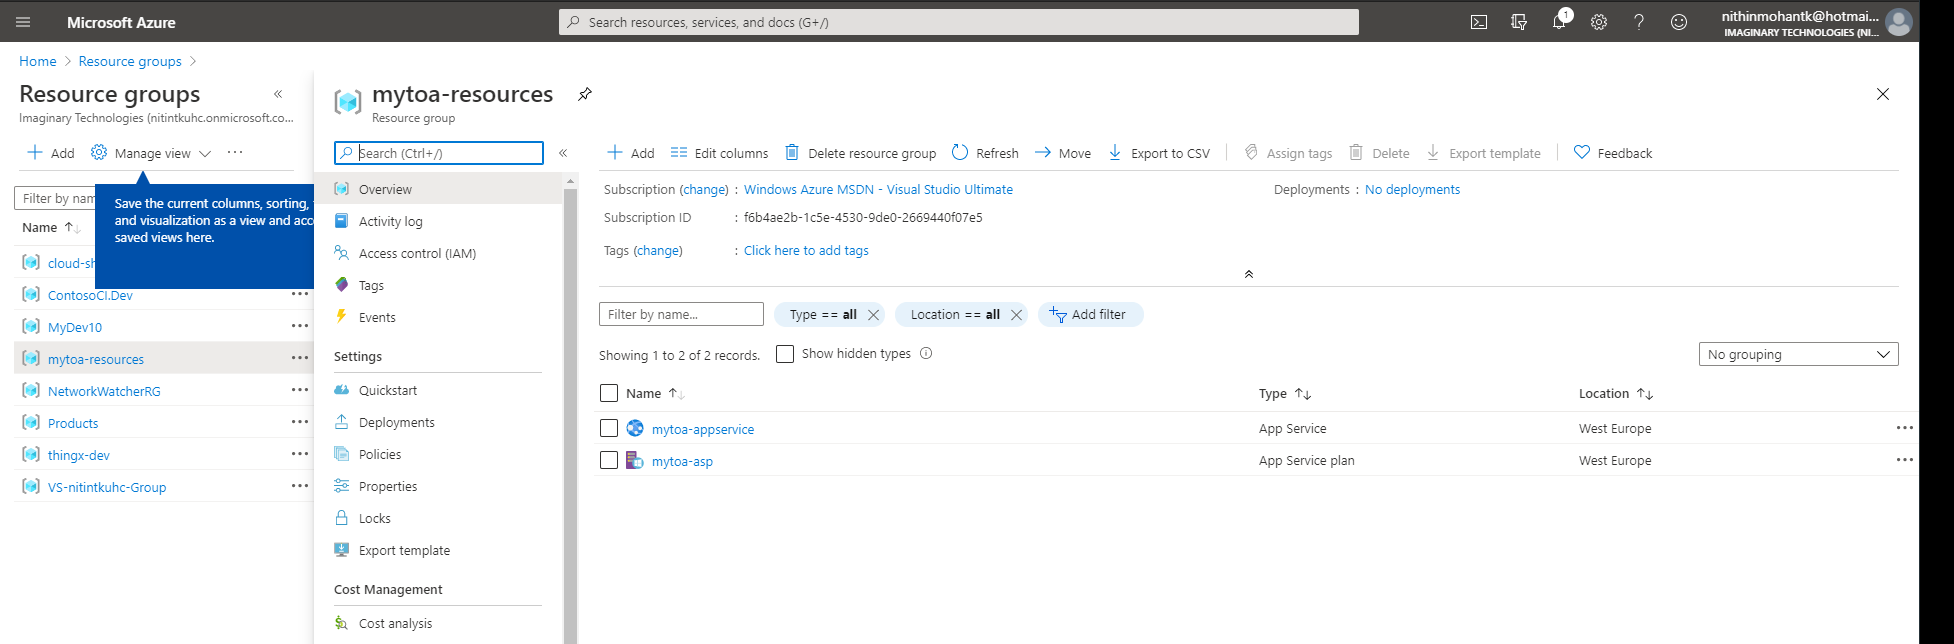 Microsoft Azure
Search resources, services, and docs (G+/)
1
nithinmohantk@hotmai...
IMAGINARY TECHNOLOGIES (NI...
Home > Resource groups >
Resource groups
Imaginary Technologies (nitintkuhc.onmicrosoft.co...
Add Manage view ...
Filter by nam
Save the current columns, sorting,
and visualization as a view and acc
saved views here.
Name
cloud-sh
ContosoCI.Dev
MyDev10
mytoa-resources
NetworkWatcherRG
Products
thingx-dev
VS-nitintkuhc-Group
mytoa-resources
Resource group
Search (Ctrl+/)
Overview
Activity log
Access control (IAM)
Tags
Events
Settings
Quickstart
Deployments
Policies
Properties
Locks
Export template
Cost Management
Cost analysis
Add Edit columns Delete resource group Refresh Move Export to CSV Assign tags Delete Export template Feedback
Subscription (change) : Windows Azure MSDN - Visual Studio Ultimate
Deployments : No deployments
Subscription ID : f6b4ae2b-1c5e-4530-9de0-2669440f07e5
Tags (change) : Click here to add tags
Filter by name... Type == all Location == all Add filter
Showing 1 to 2 of 2 records. Show hidden types
No grouping
Name Type Location
mytoa-appservice App Service West Europe
mytoa-asp App Service plan West Europe